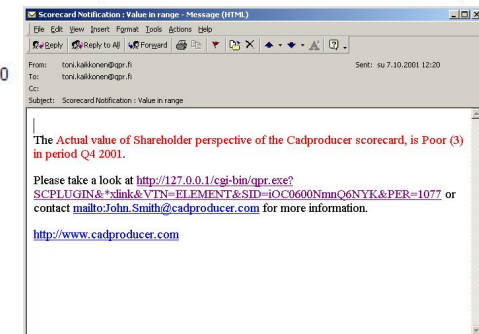 Scorecard Notification : Value in range - Message (HTML)
File Edit View Insert Format Tools Actions Help
Reply Reply to All Forward
0
From: toni.kaikkonen@qpr.fi Sent: su 7.10.2001 12:20
To: toni.kaikkonen@qpr.fi
Cc:
Subject: Scorecard Notification : Value in range
The Actual value of Shareholder perspective of the Cadproducer scorecard, is Poor (3)
in period Q4 2001.
Please take a look at http://127.0.0.1/cgi-bin/qpr.exe?
SCPLUGIN&*xlink&VTN=ELEMENT&SID=iOC0600NmnQ6NYK&PER=1077 or
contact mailto:John.Smith@cadproducer.com for more information.
http://www.cadproducer.com